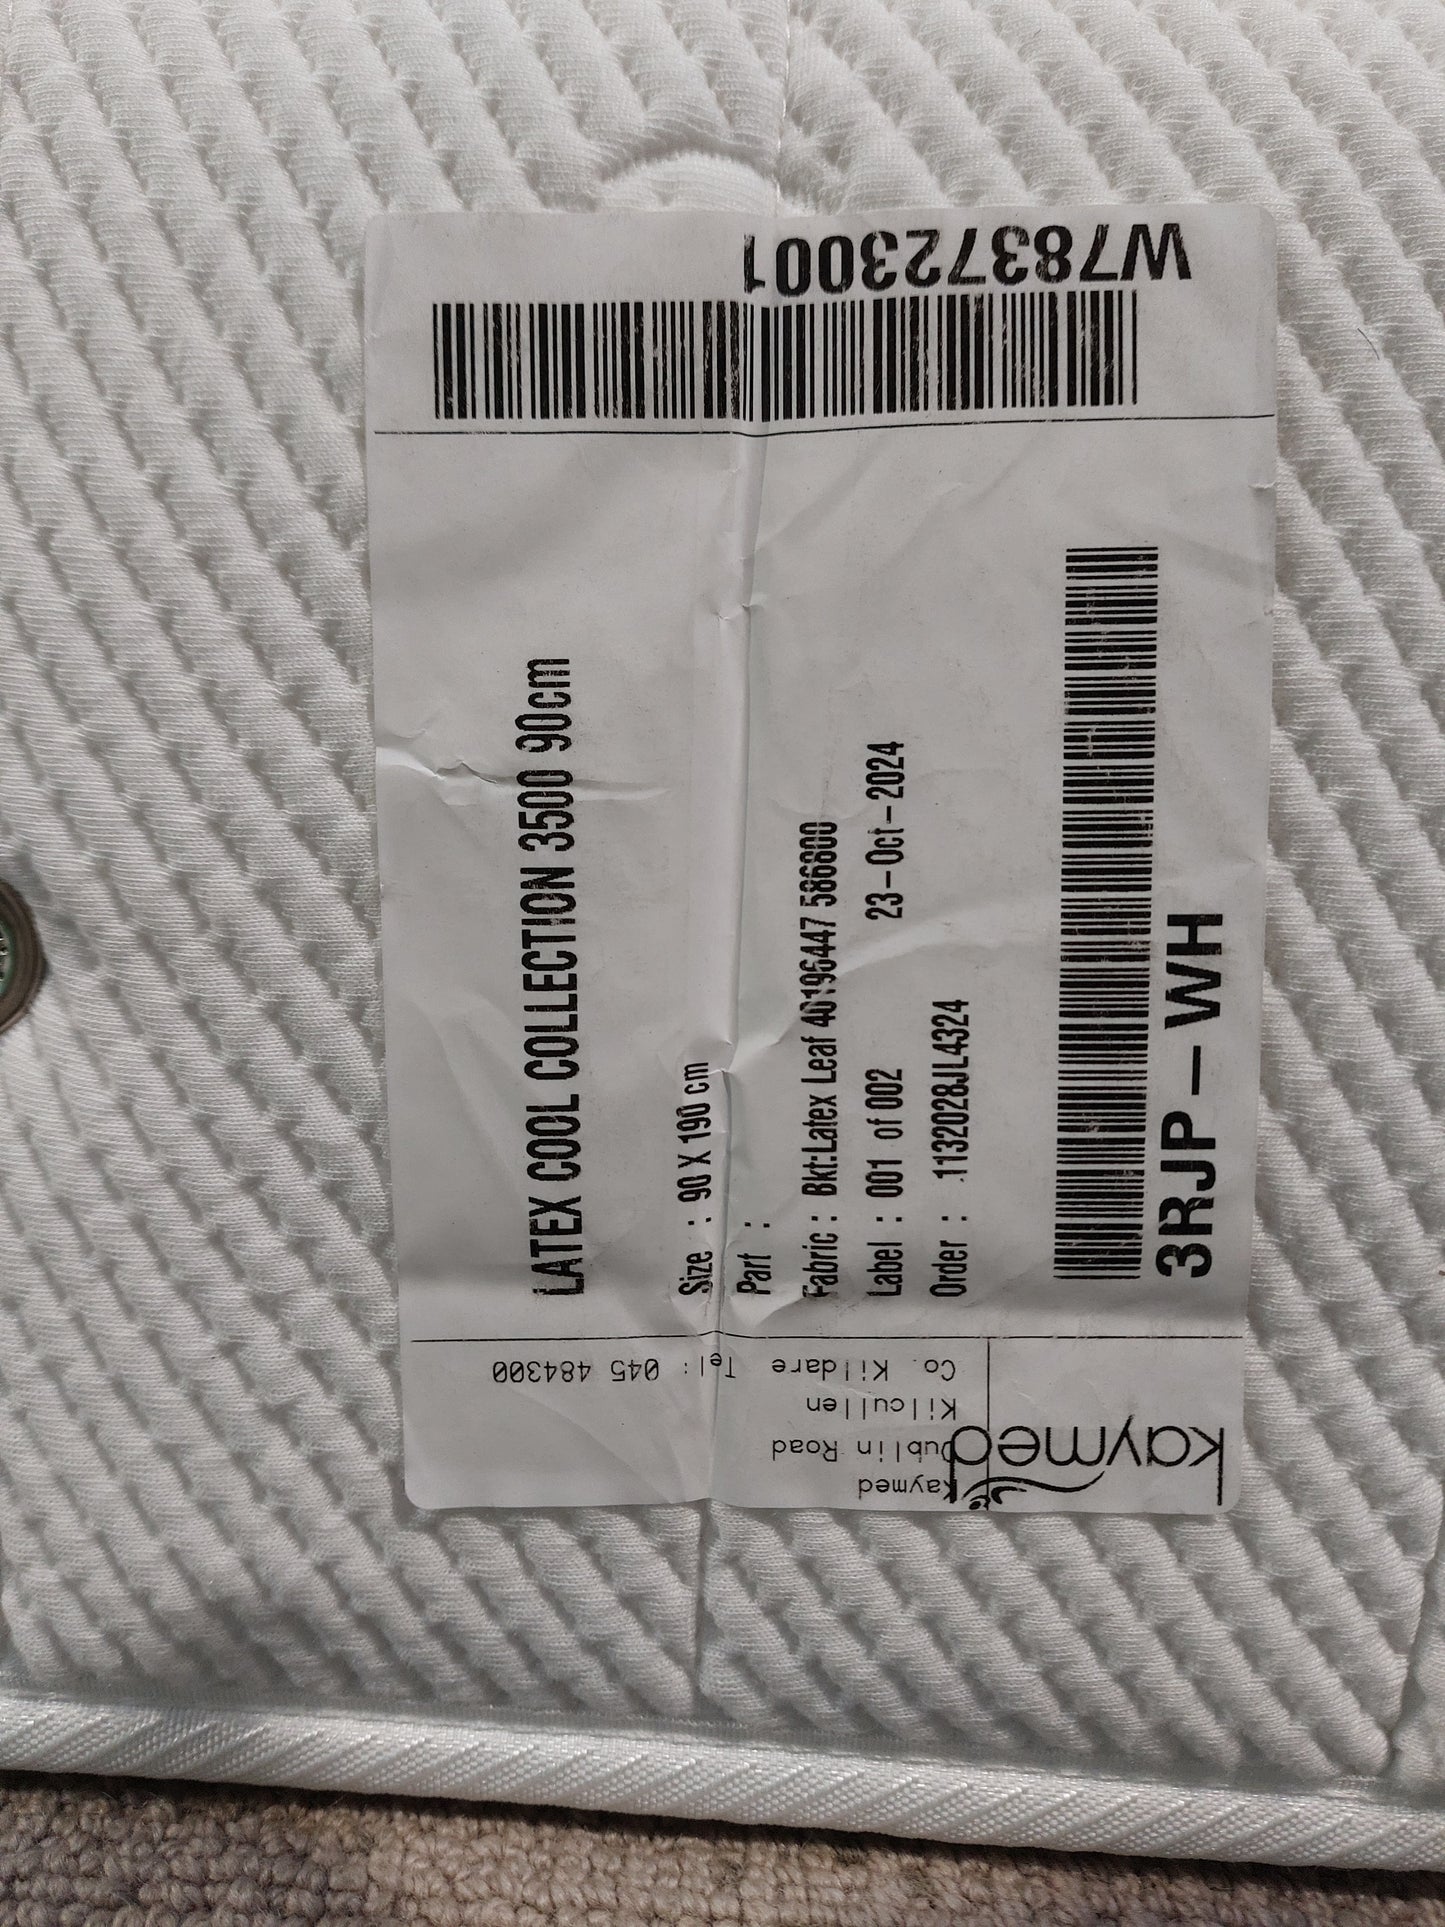 W783723001
LATEX COOL COLLECTION 3500 90cm
Size : 90 X 190 cm
Part :
Fabric : Bkt:Latex Leaf 40196447 586800
Label : 001 of 002 23-Oct-2024
Order : .1132028JL4324
3RJP-WH
kaymed
Kaymed
Dublin Road
Kilcullen
Co. Kildare Tel: 045 484300